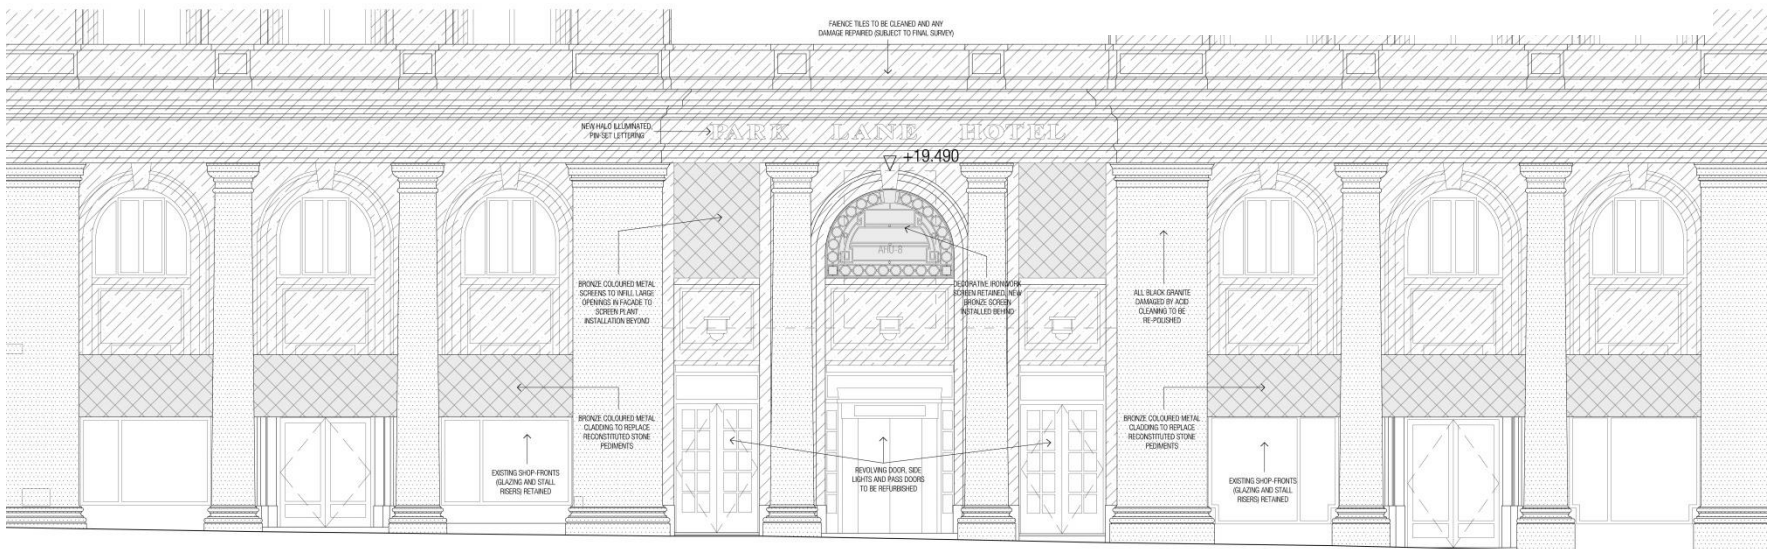 FAIENCE TILES TO BE CLEANED AND ANY
DAMAGE REPAIRED (SUBJECT TO FINAL SURVEY)
NEW HALO ILLUMINATED,
PIN-SET LETTERING
PARK LANE HOTEL
+19.490
AHU-8
BRONZE COLOURED METAL
SCREENS TO INFILL LARGE
OPENINGS IN FACADE TO
SCREEN PLANT
INSTALLATION BEYOND
DECORATIVE IRONWORK
SCREEN RETAINED, NEW
BRONZE SCREEN
INSTALLED BEHIND
ALL BLACK GRANITE
DAMAGED BY ACID
CLEANING TO BE
RE-POLISHED
BRONZE COLOURED METAL
CLADDING TO REPLACE
RECONSTITUTED STONE
PEDIMENTS
BRONZE COLOURED METAL
CLADDING TO REPLACE
RECONSTITUTED STONE
PEDIMENTS
EXISTING SHOP-FRONTS
(GLAZING AND STALL
RISERS) RETAINED
REVOLVING DOOR, SIDE
LIGHTS AND PASS DOORS
TO BE REFURBISHED
EXISTING SHOP-FRONTS
(GLAZING AND STALL
RISERS) RETAINED